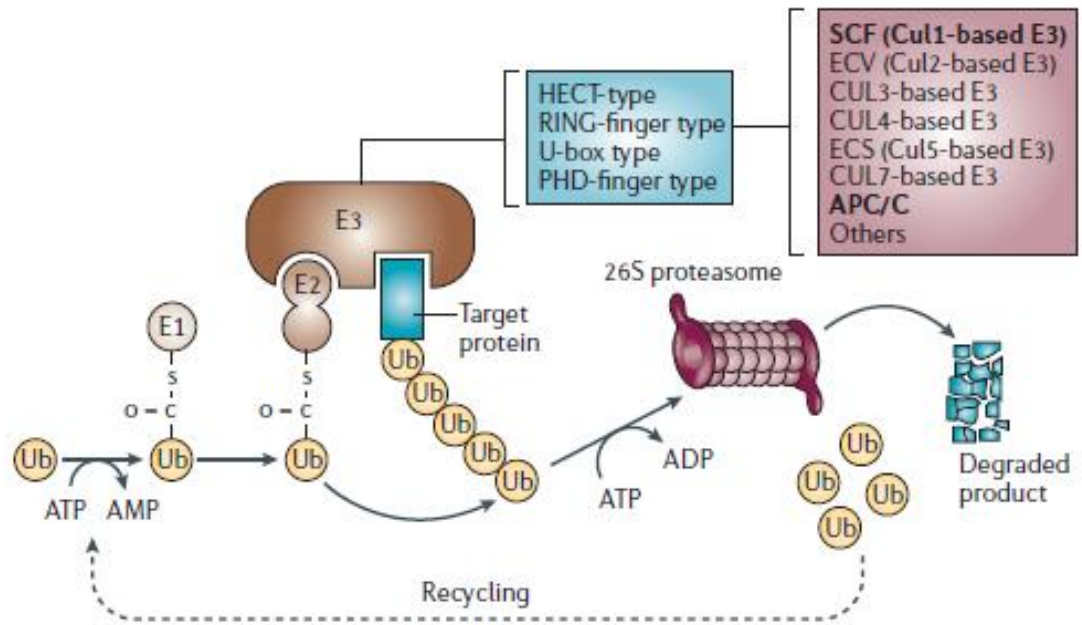 SCF (Cul1-based E3)
ECV (Cul2-based E3)
CUL3-based E3
CUL4-based E3
ECS (Cul5-based E3)
CUL7-based E3
APC/C
Others
HECT-type
RING-finger type
U-box type
PHD-finger type
E3
E2
E1
Target
protein
26S proteasome
Ub
Ub
Ub
Ub
Ub
s
o - c
s
o - c
Ub
Ub
Ub
ATP
AMP
ATP
ADP
Ub
Ub
Ub
Ub
Degraded
product
Recycling